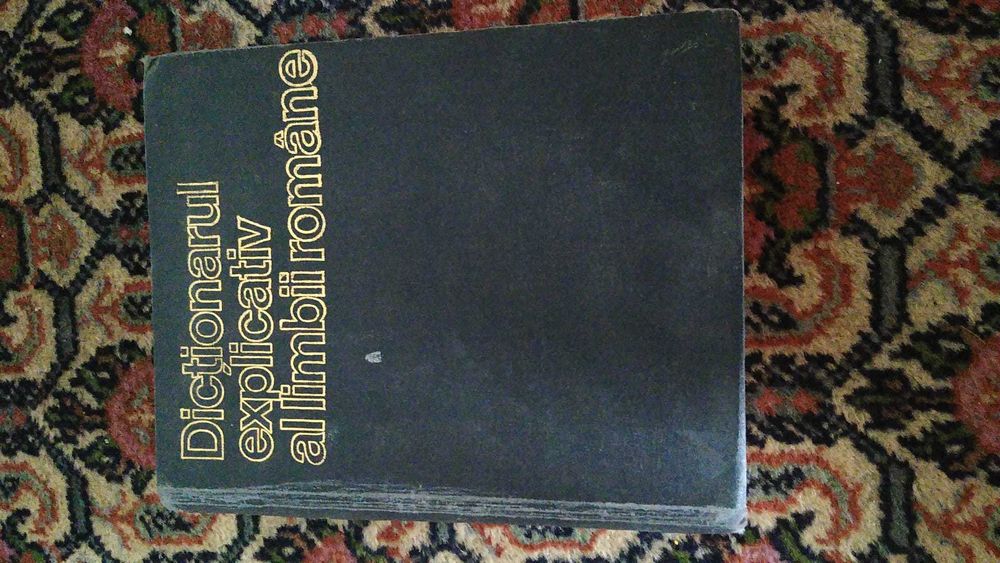 Dicționarul
explicativ
al limbii române